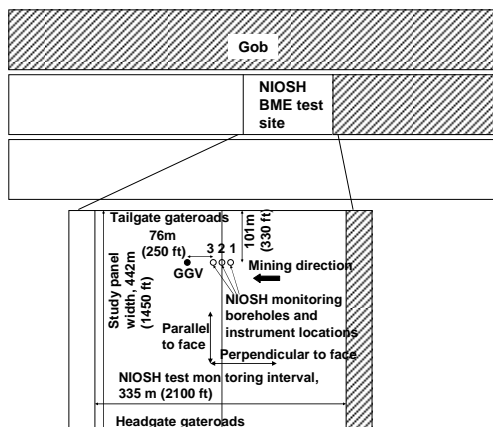 Gob
NIOSH
BME test
site
Tailgate gateroads
76m
(250 ft)
3 2 1
GGV
101m
(330 ft)
Mining direction
Study panel
width, 442m
(1450 ft)
NIOSH monitoring
boreholes and
instrument locations
Parallel
to face
Perpendicular to face
NIOSH test mon toring interval,
335 m (2100 ft)
Headgate gateroads